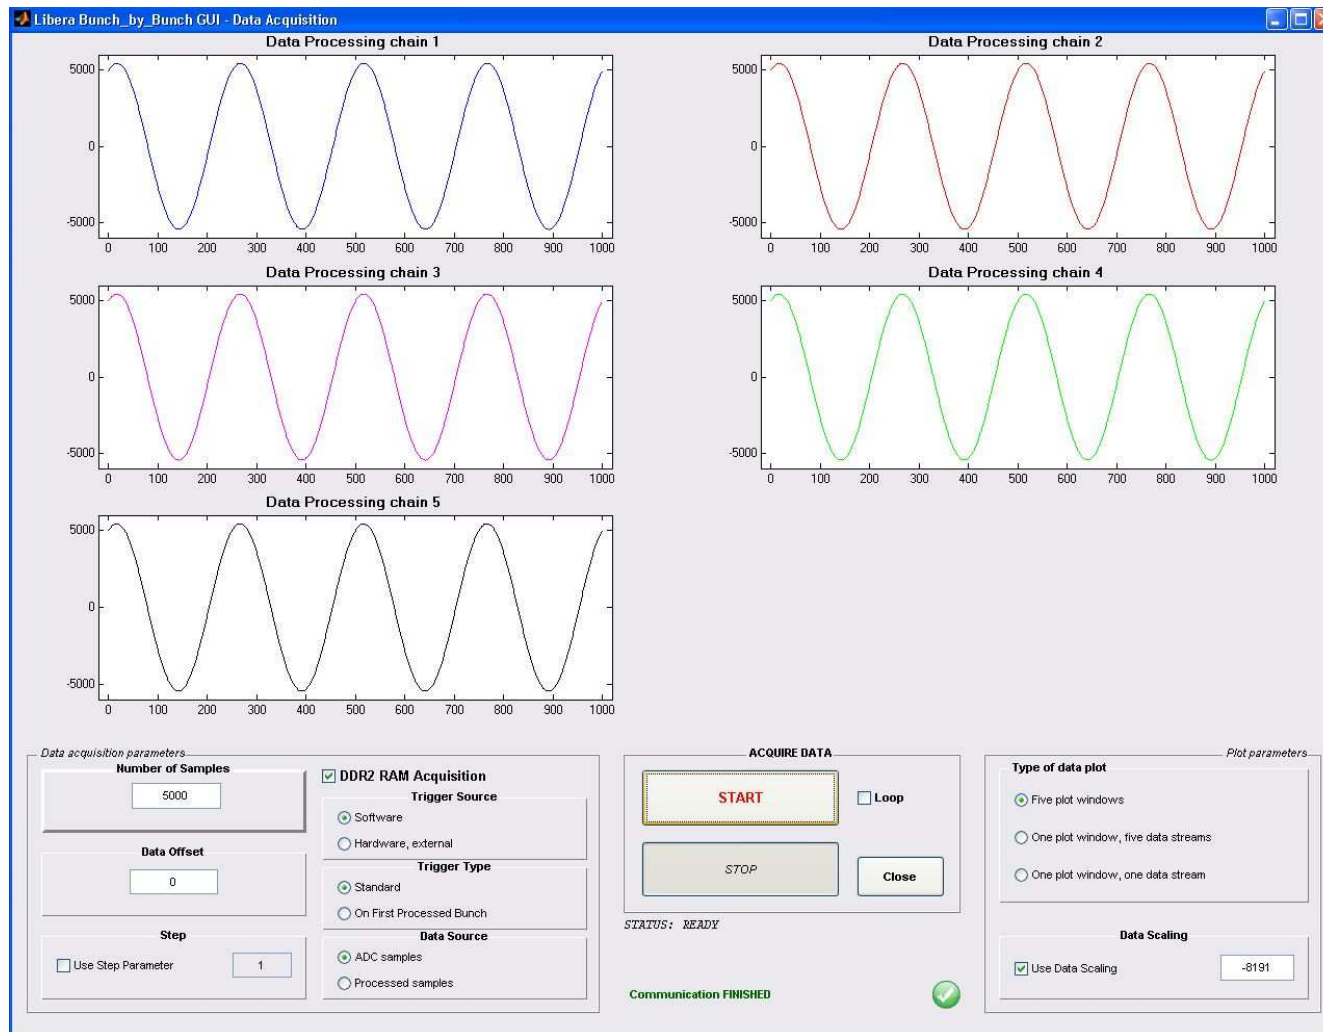 Libera Bunch_by_Bunch GUI - Data Acquisition
Data Processing chain 1
5000
0
-5000
0 100 200 300 400 500 600 700 800 900 1000
Data Processing chain 2
5000
0
-5000
0 100 200 300 400 500 600 700 800 900 1000
Data Processing chain 3
5000
0
-5000
0 100 200 300 400 500 600 700 800 900 1000
Data Processing chain 4
5000
0
-5000
0 100 200 300 400 500 600 700 800 900 1000
Data Processing chain 5
5000
0
-5000
0 100 200 300 400 500 600 700 800 900 1000
Data acquisition parameters
Number of Samples
5000
Data Offset
0
Step
Use Step Parameter 1
DDR2 RAM Acquisition
Trigger Source
Software
Hardware, external
Trigger Type
Standard
On First Processed Bunch
Data Source
ADC samples
Processed samples
ACQUIRE DATA
START
Loop
STOP
Close
STATUS: READY
Communication FINISHED
Plot parameters
Type of data plot
Five plot windows
One plot window, five data streams
One plot window, one data stream
Data Scaling
Use Data Scaling -8191